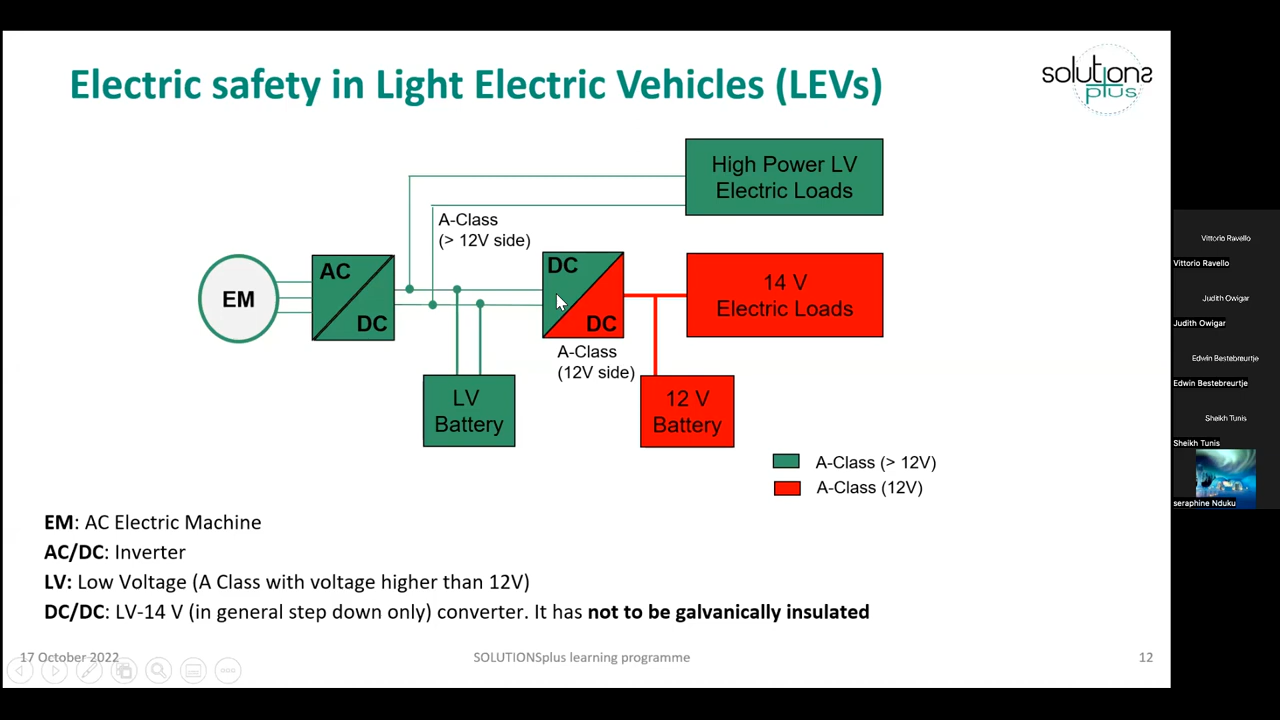 Electric safety in Light Electric Vehicles (LEVs)
solutions
plus
High Power LV
Electric Loads
A-Class
(> 12V side)
EM
AC
DC
DC
DC
14 V
Electric Loads
A-Class
(12V side)
LV
Battery
12 V
Battery
A-Class (> 12V)
A-Class (12V)
EM: AC Electric Machine
AC/DC: Inverter
LV: Low Voltage (A Class with voltage higher than 12V)
DC/DC: LV-14 V (in general step down only) converter. It has not to be galvanically insulated
17 October 2022
SOLUTIONSplus learning programme
12
Vittorio Ravello
Vittorio Ravello
Judith Owigar
Judith Owigar
Edwin Bestebreurtje
Edwin Bestebreurtje
Sheikh Tunis
Sheikh Tunis
seraphine Nduku